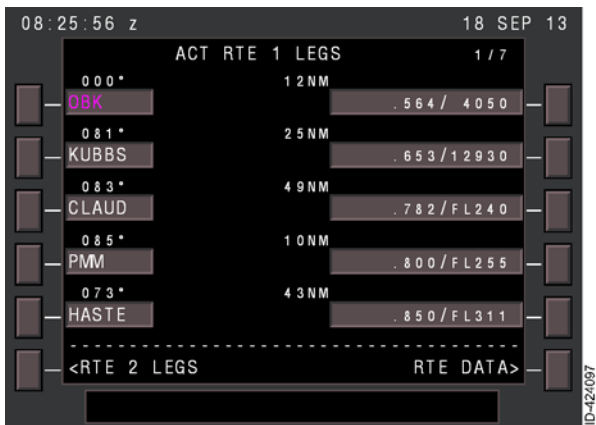 08:25:56 z 18 SEP 13
ACT RTE 1 LEGS 1/7
000° 12NM
OBK .564/ 4050
081° 25NM
KUBBS .653/12930
083° 49NM
CLAUD .782/FL240
085° 10NM
PMM .800/FL255
073° 43NM
HASTE .850/FL311
------------------------------------
<RTE 2 LEGS RTE DATA>
ID-424097